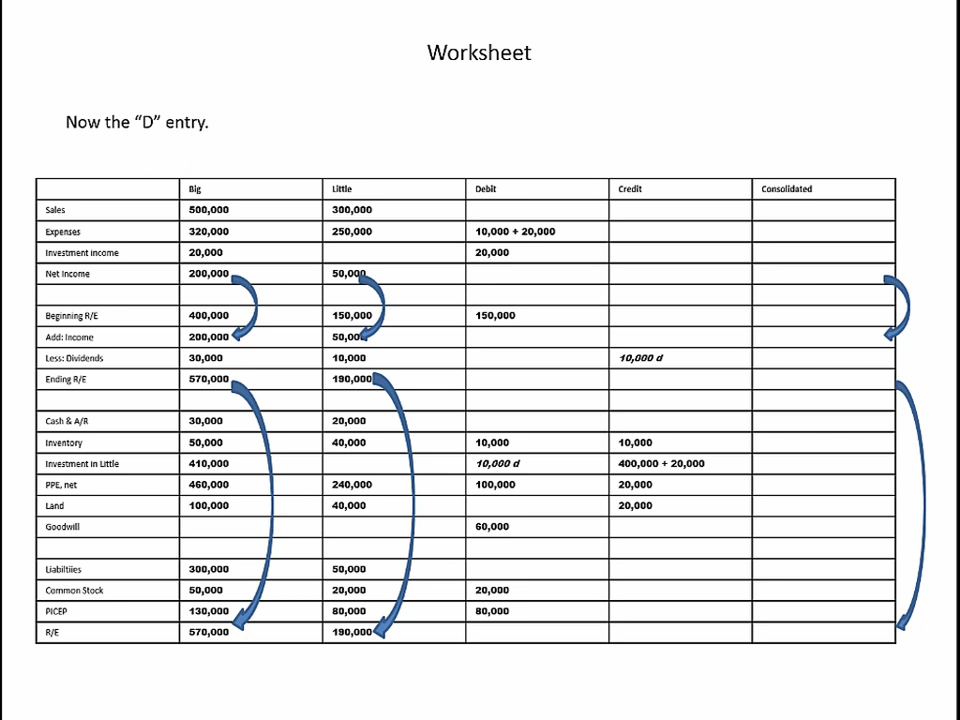 Worksheet
Now the “D” entry.
Big Little Debit Credit Consolidated
Sales 500,000 300,000
Expenses 320,000 250,000 10,000 + 20,000
Investment income 20,000 20,000
Net Income 200,000 50,000
Beginning R/E 400,000 150,000 150,000
Add: Income 200,000 50,000
Less: Dividends 30,000 10,000 10,000 d
Ending R/E 570,000 190,000
Cash & A/R 30,000 20,000
Inventory 50,000 40,000 10,000 10,000
Investment in Little 410,000 10,000 d 400,000 + 20,000
PPE, net 460,000 240,000 100,000 20,000
Land 100,000 40,000 20,000
Goodwill 60,000
Liabiltiies 300,000 50,000
Common Stock 50,000 20,000 20,000
PICEP 130,000 80,000 80,000
R/E 570,000 190,000